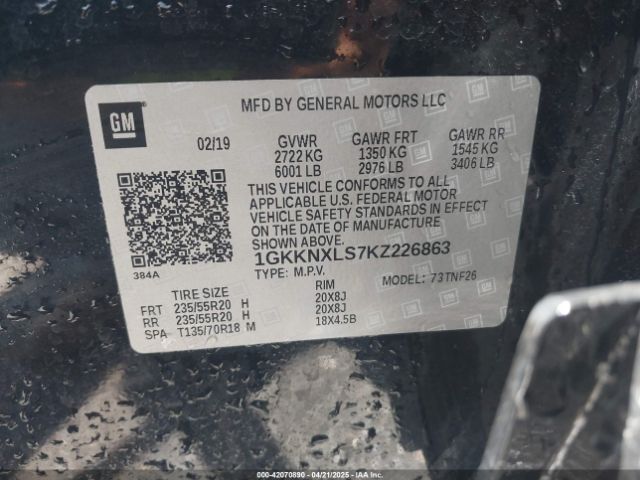 GM
MFD BY GENERAL MOTORS LLC
02/19 GVWR GAWR FRT GAWR RR
2722 KG 1350 KG 1545 KG
6001 LB 2976 LB 3406 LB
THIS VEHICLE CONFORMS TO ALL
APPLICABLE U.S. FEDERAL MOTOR
VEHICLE SAFETY STANDARDS IN EFFECT
ON THE DATE OF MANUFACTURE
SHOWN ABOVE.
384A
1GKKNXLS7KZ226863
TYPE: M.P.V. MODEL: 73TNF26
TIRE SIZE RIM
FRT 235/55R20 H 20X8J
RR 235/55R20 H 20X8J
SPA T135/70R18 M 18X4.5B
000-42070890 04/21/2025 - IAAI.COM